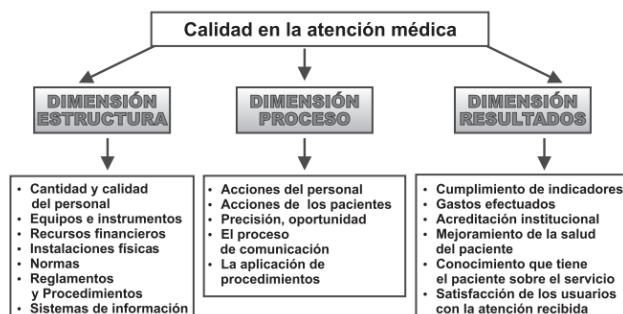 Calidad en la atención médica
DIMENSIÓN
ESTRUCTURA
• Cantidad y calidad
del personal
• Equipos e instrumentos
• Recursos financieros
• Instalaciones físicas
• Normas
• Reglamentos
y Procedimientos
• Sistemas de información
DIMENSIÓN
PROCESO
• Acciones del personal
• Acciones de los pacientes
• Precisión, oportunidad
• El proceso
de comunicación
• La aplicación de
procedimientos
DIMENSIÓN
RESULTADOS
• Cumplimiento de indicadores
• Gastos efectuados
• Acreditación institucional
• Mejoramiento de la salud
del paciente
• Conocimiento que tiene
el paciente sobre el servicio
• Satisfacción de los usuarios
con la atención recibida